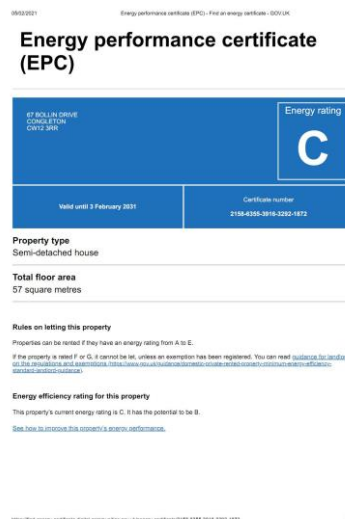 05/02/2021 Energy performance certificate (EPC) - Find an energy certificate - GOV.UK
Energy performance certificate
(EPC)
67 BOLLIN DRIVE
CONGLETON
CW12 3RR
Energy rating
C
Valid until 3 February 2031
Certificate number
2158-6355-3916-3292-1872
Property type
Semi-detached house
Total floor area
57 square metres
Rules on letting this property
Properties can be rented if they have an energy rating from A to E.
If the property is rated F or G, it cannot be let, unless an exemption has been registered. You can read guidance for landlo
on the regulations and exemptions (https://www.gov.uk/guidance/domestic-private-rented-property-minimum-energy-efficiency-
standard-landlord-guidance).
Energy efficiency rating for this property
This property's current energy rating is C. It has the potential to be B.
See how to improve this property's energy performance.